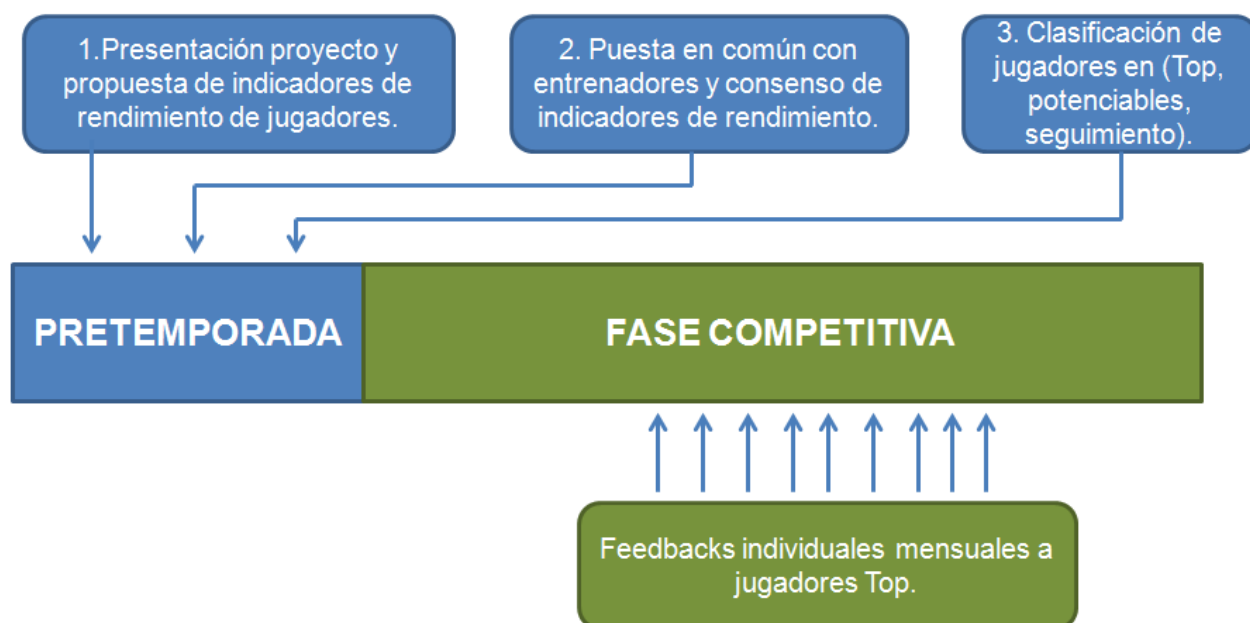 1.Presentación proyecto y
propuesta de indicadores de
rendimiento de jugadores.
2. Puesta en común con
entrenadores y consenso de
indicadores de rendimiento.
3. Clasificación de
jugadores en (Top,
potenciables,
seguimiento).
PRETEMPORADA
FASE COMPETITIVA
Feedbacks individuales mensuales a
jugadores Top.